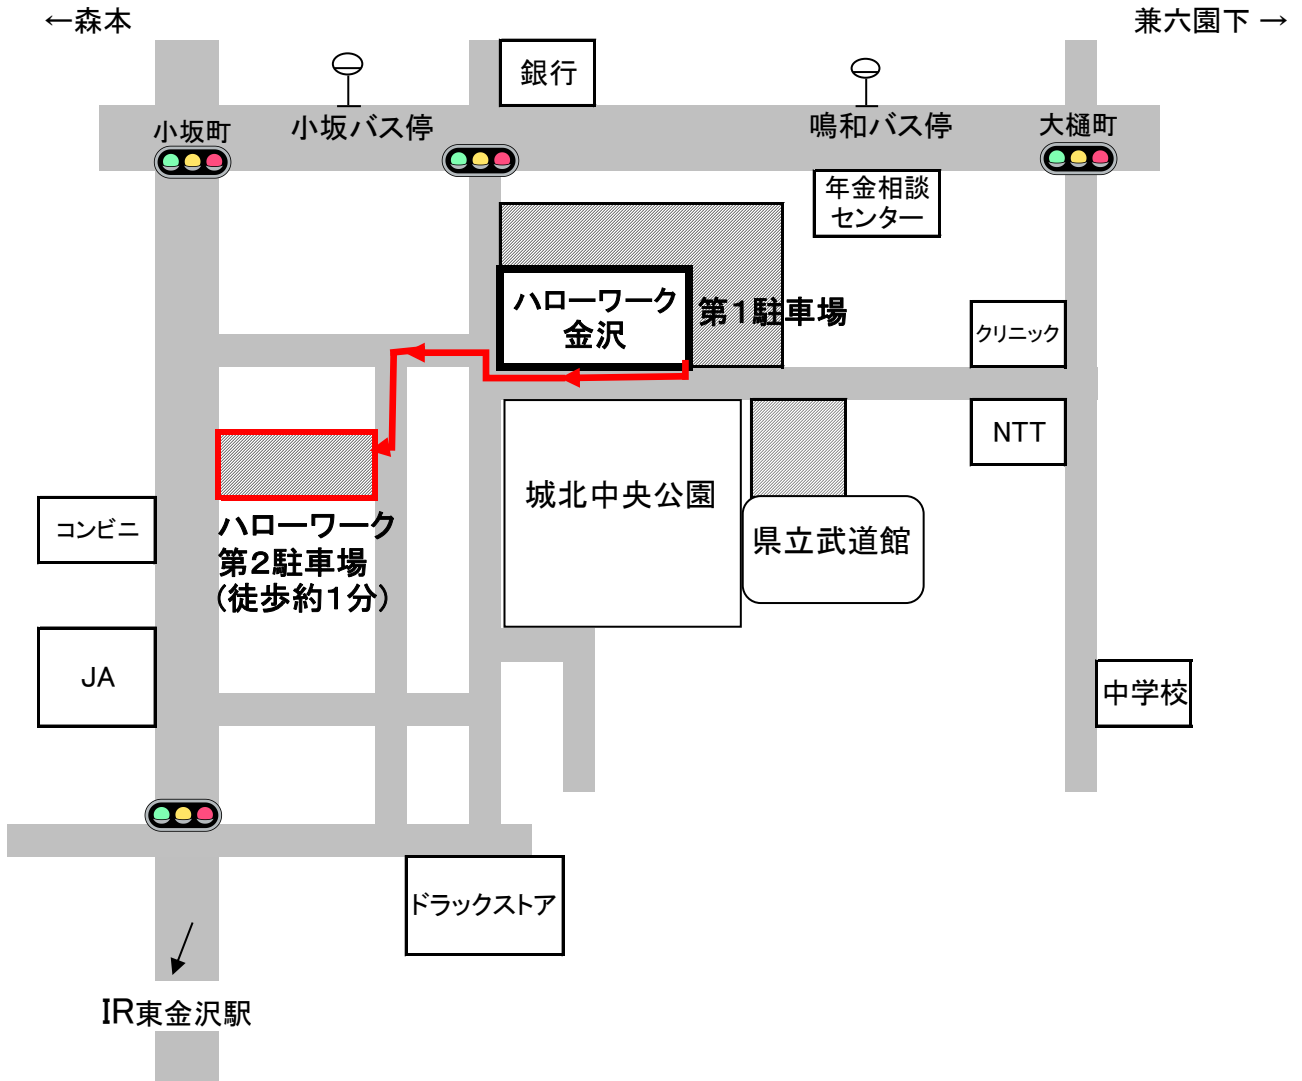 ←森本
兼六園下 →
銀行
小坂町
小坂バス停
鳴和バス停
大樋町
年金相談
センター
ハローワーク
金沢
第1駐車場
クリニック
NTT
城北中央公園
県立武道館
コンビニ
ハローワーク
第2駐車場
(徒歩約1分)
JA
中学校
ドラックストア
IR東金沢駅